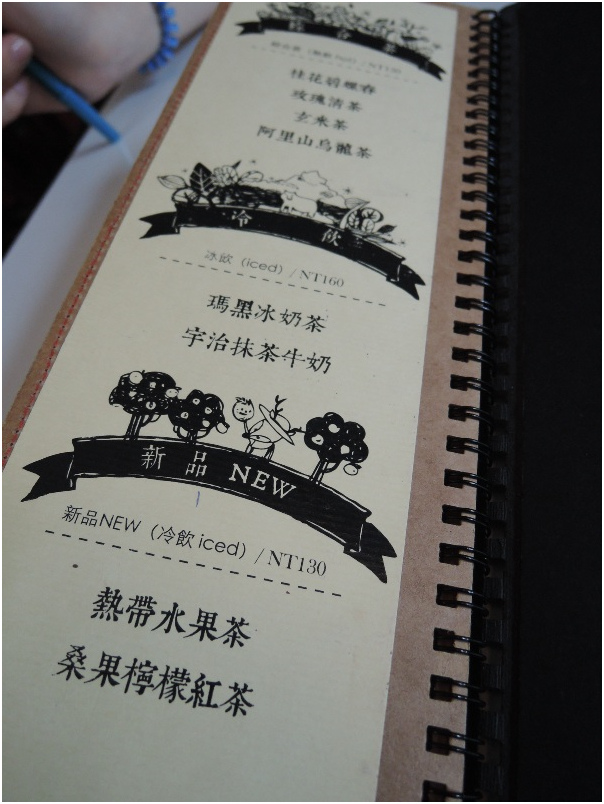 綜合茶
桂花碧螺春
玫瑰清茶
玄米茶
阿里山烏龍茶
冷飲
冰飲（iced）/NT160
瑪黑冰奶茶
宇治抹茶牛奶
新品 NEW
新品NEW（冷飲 iced）/NT130
熱帶水果茶
桑果檸檬紅茶